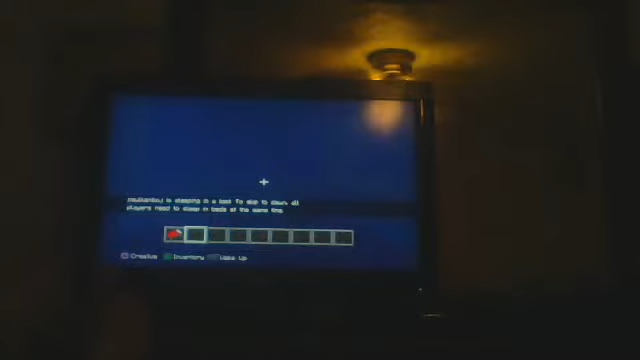 is sleeping in a bed. To skip to dawn, all
players need to sleep in beds at the same time.
Creative Inventory Wake Up